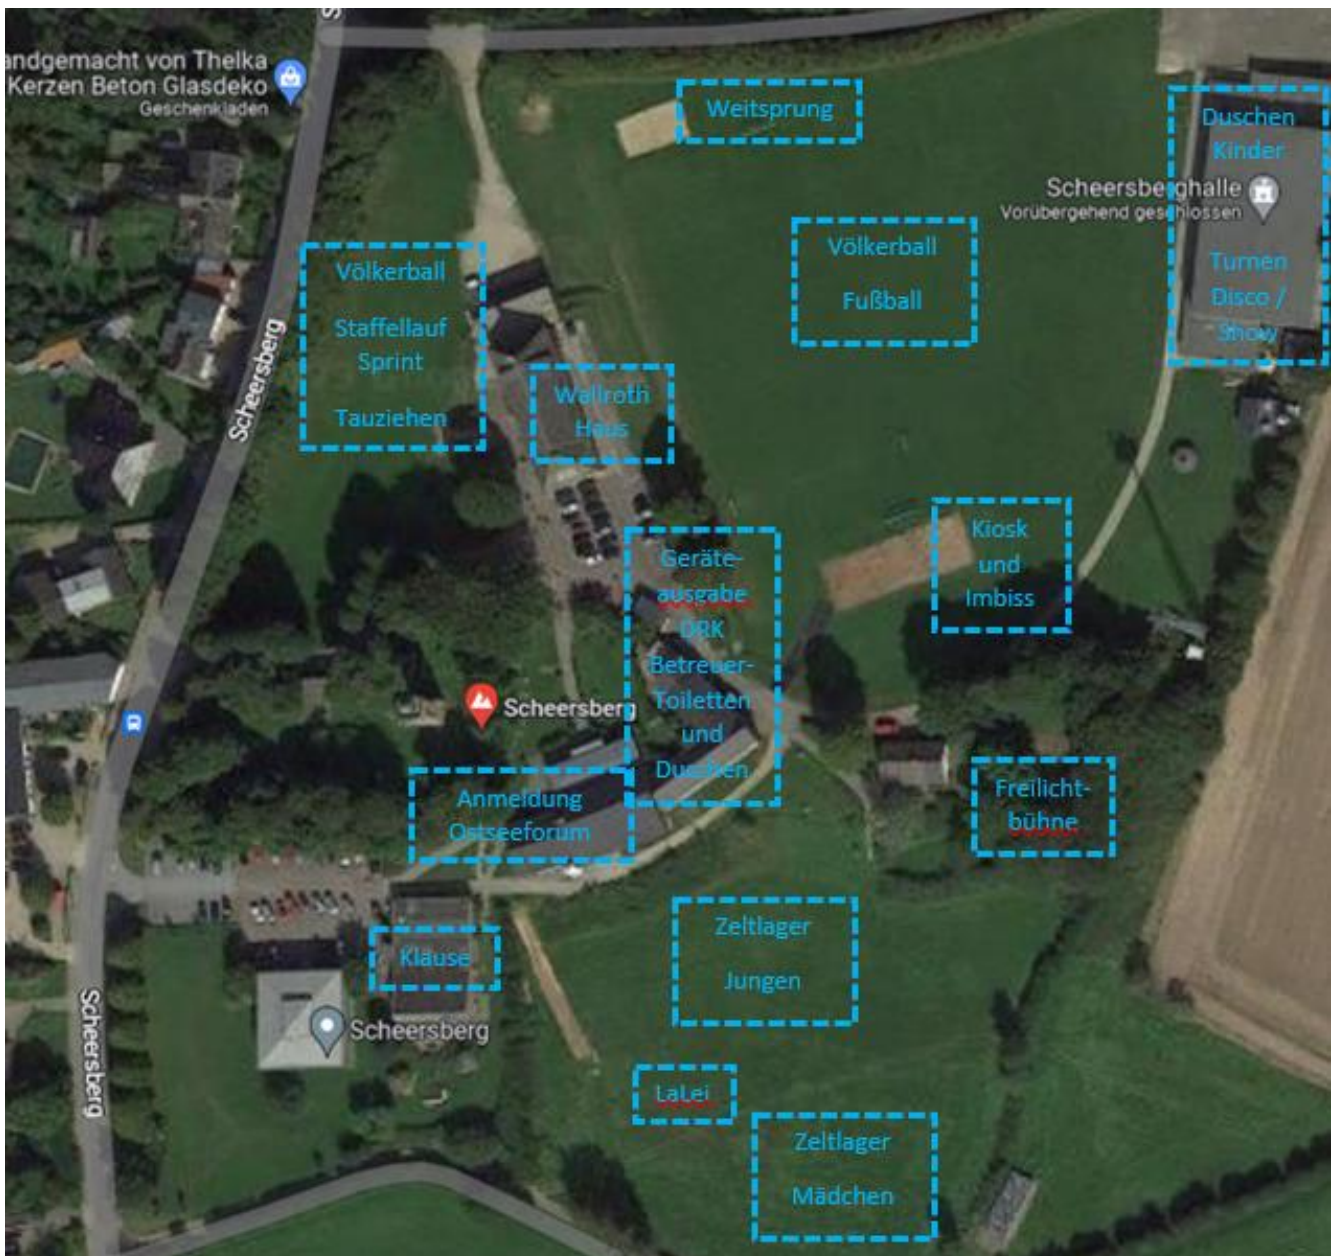 S
andgemacht von Thelka
Kerzen Beton Glasdeko
Geschenkladen
Weitsprung
Duschen
Kinder
Scheersberghalle
Vorübergehend geschlossen
Turnen
Disco /
Show
Völkerball
Fußball
Völkerball
Staffellauf
Sprint
Tauziehen
Scheersberg
Wallroth
Haus
Kiosk
und
Imbiss
Geräte-
ausgabe
DRK
Betreuer-
Toiletten
und
Duschen
Scheersberg
Anmeldung
Ostseeforum
Freilicht-
bühne
Klause
Zeltlager
Jungen
Scheersberg
Scheersberg
LaLei
Zeltlager
Mädchen